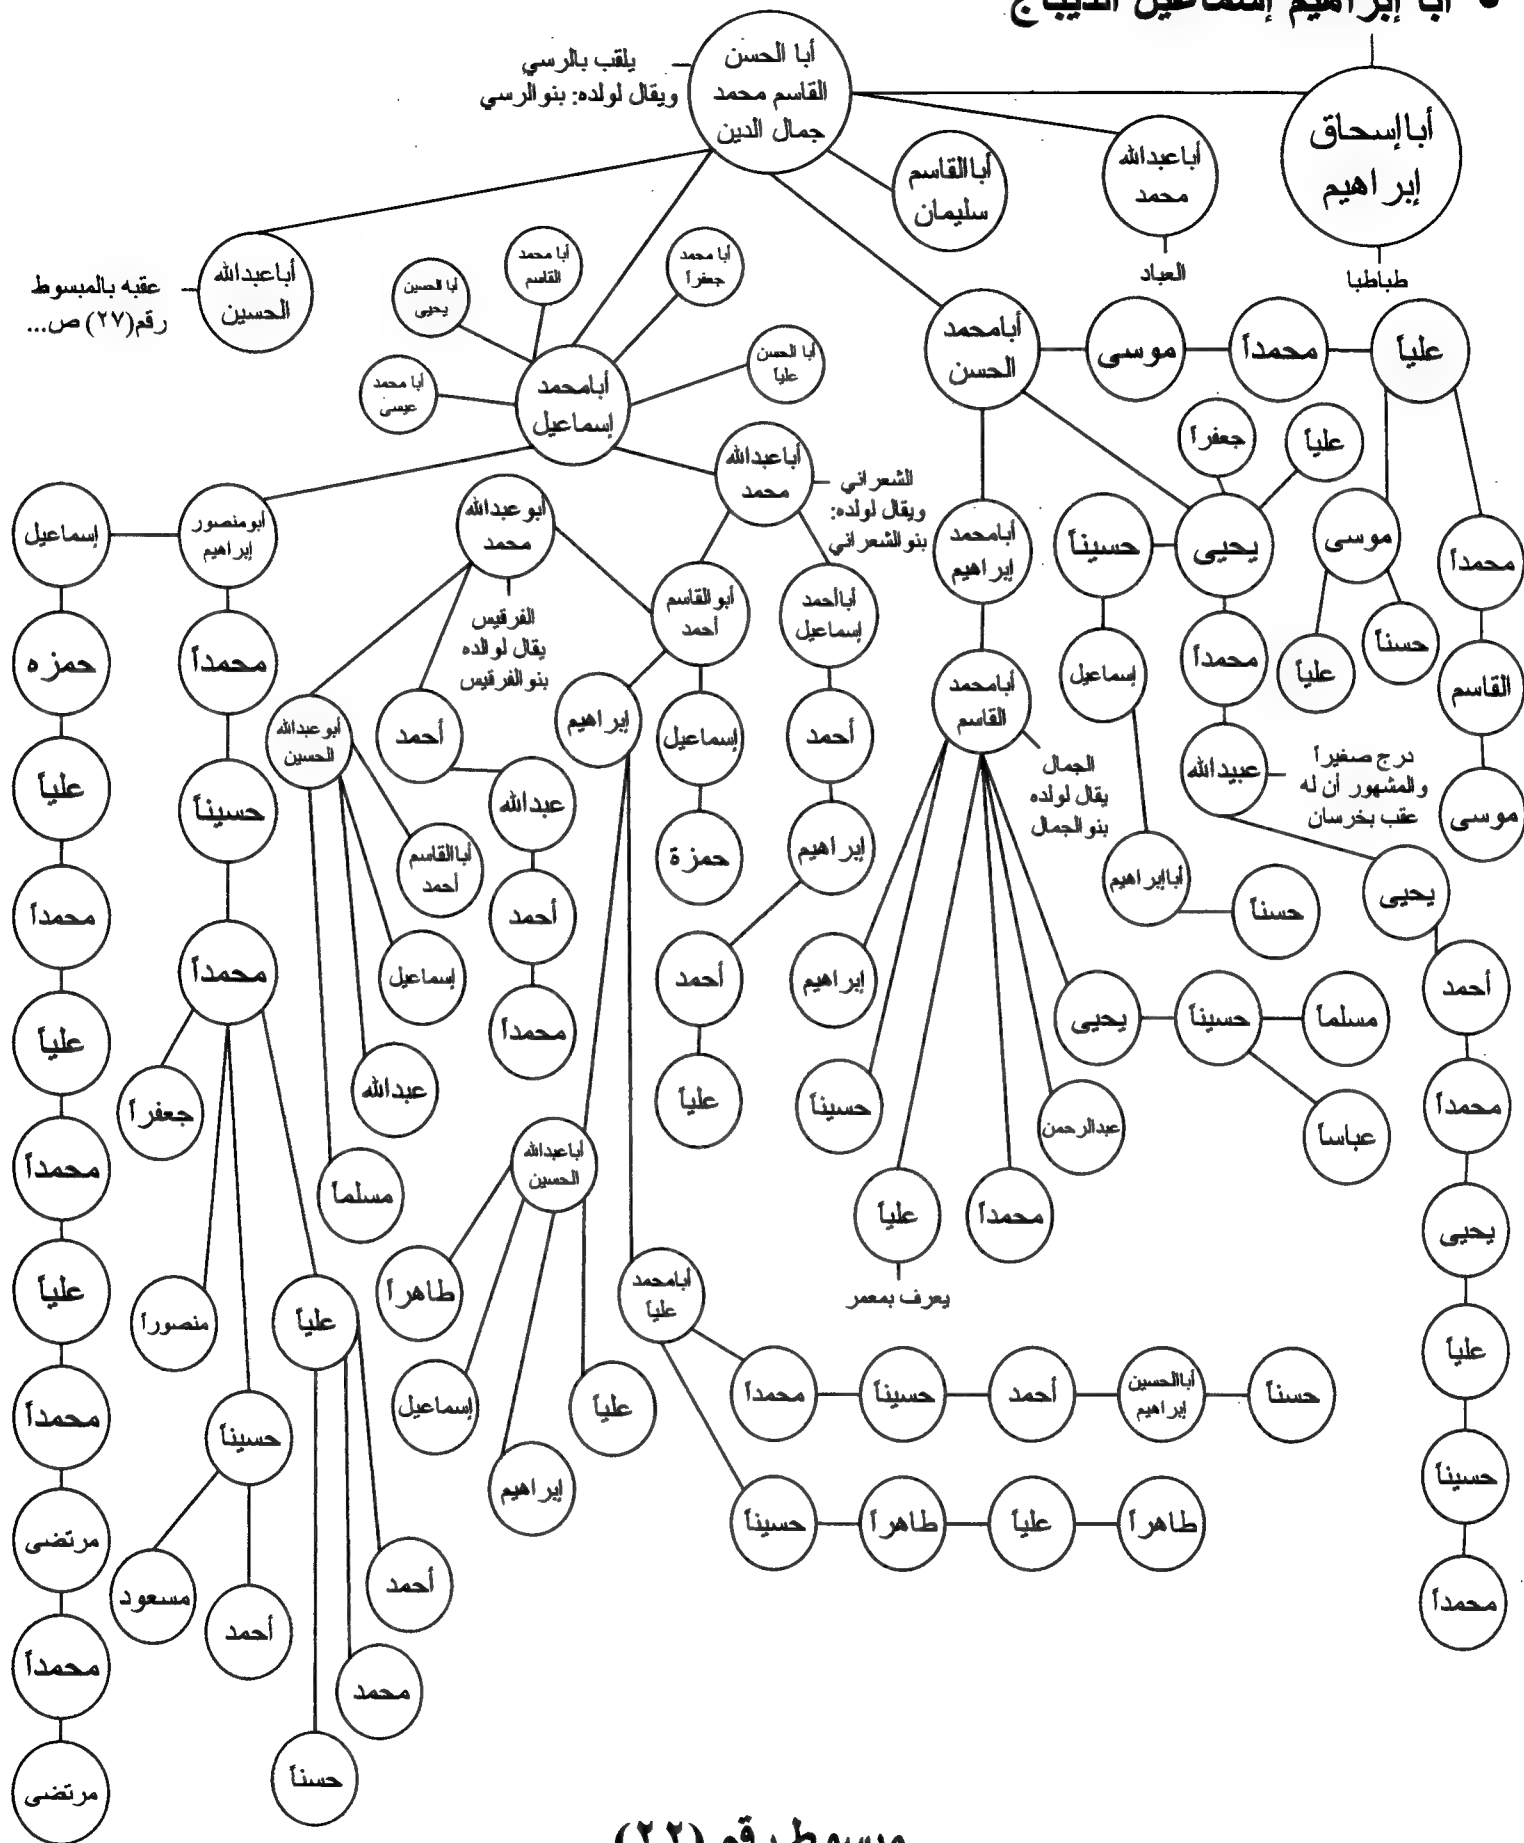 أبا إبراهيم إسماعيل الديباج
أبا إسحاق
إبراهيم
طباطبا
أبا الحسن
القاسم محمد
جمال الدين
يلقب بالرسي
ويقال لولده: بنو الرسي
أبا عبدالله
محمد
العباد
أبا القاسم
سليمان
أبا عبدالله
الحسين
عقبه بالمبسوط
رقم (٢٧) ص...
أبا محمد
جعفراً
أبا محمد
القاسم
أبا الحسين
يحيى
أبا محمد
عيسى
أبا الحسن
علياً
أبا محمد
إسماعيل
أبا محمد
الحسن
موسى
محمداً
علياً
جعفراً
علياً
يحيى
حسيناً
موسى
محمداً
علياً
حسناً
القاسم
موسى
أبا محمد
إبراهيم
إسماعيل
محمداً
عبيدالله
درج صغيراً
والمشهور أن له
عقب بخرسان
أبا إبراهيم
حسناً
يحيى
أحمد
محمداً
يحيى
علياً
حسيناً
محمداً
أبا محمد
القاسم
الجمال
يقال لولده
بنو الجمال
إبراهيم
حسيناً
علياً
يعرف بمعمر
محمداً
عبدالرحمن
يحيى
حسيناً
مسلماً
عباساً
أبا عبدالله
محمد
الشعراني
ويقال لولده:
بنو الشعراني
أبا أحمد
إسماعيل
أحمد
إبراهيم
أحمد
علياً
أبو عبدالله
محمد
الفرقيس
يقال لوالده
بنو الفرقيس
أبو القاسم
أحمد
إسماعيل
حمزة
إبراهيم
أحمد
عبدالله
أحمد
محمداً
أبو عبدالله
الحسين
أبا القاسم
أحمد
إسماعيل
عبدالله
مسلماً
أبا عبدالله
الحسين
طاهراً
إسماعيل
إبراهيم
علياً
أبا محمد
علياً
محمداً
حسيناً
أحمد
أبا الحسين
إبراهيم
حسناً
حسيناً
طاهراً
علياً
طاهراً
أبو منصور
إبراهيم
محمداً
حسيناً
محمداً
جعفراً
منصوراً
حسيناً
مسعود
أحمد
علياً
أحمد
محمد
حسناً
إسماعيل
حمزه
علياً
محمداً
علياً
محمداً
علياً
محمداً
مرتضى
محمداً
مرتضى
مبسوط رقم (٢٢)